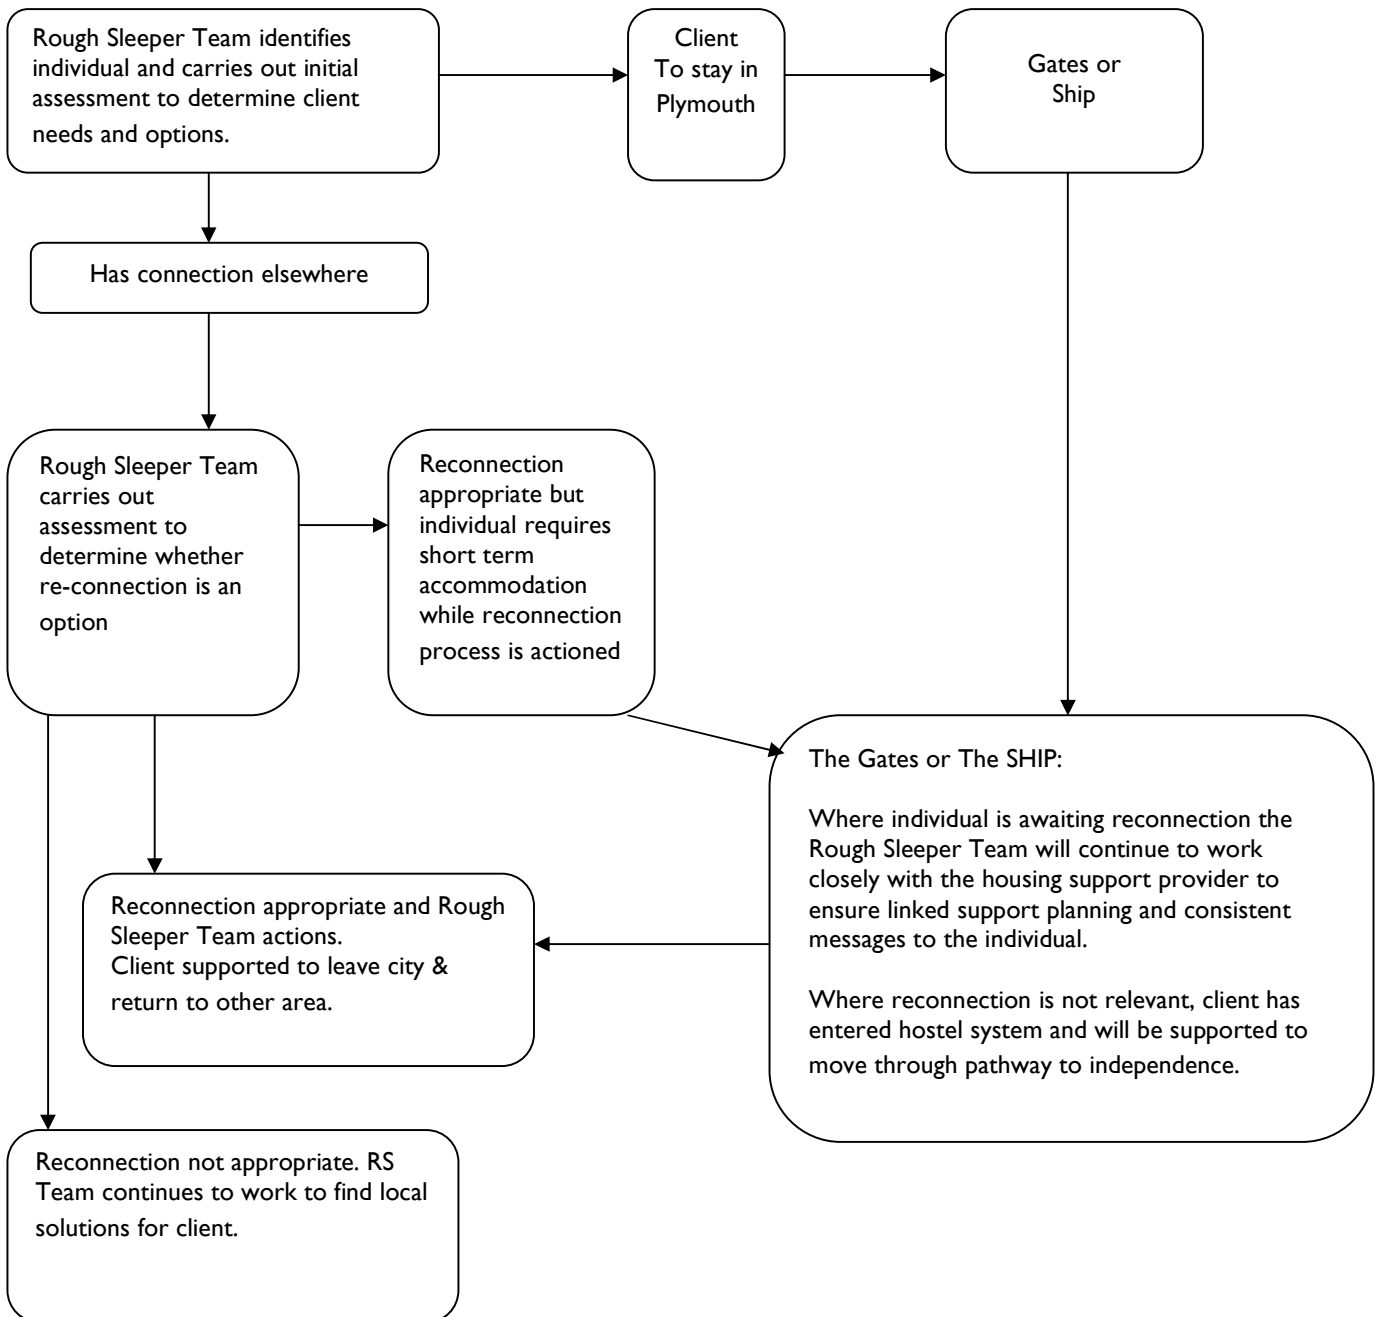 Rough Sleeper Team identifies
individual and carries out initial
assessment to determine client
needs and options.
Client
To stay in
Plymouth
Gates or
Ship
Has connection elsewhere
Rough Sleeper Team
carries out
assessment to
determine whether
re-connection is an
option
Reconnection
appropriate but
individual requires
short term
accommodation
while reconnection
process is actioned
The Gates or The SHIP:
Where individual is awaiting reconnection the
Rough Sleeper Team will continue to work
closely with the housing support provider to
ensure linked support planning and consistent
messages to the individual.
Where reconnection is not relevant, client has
entered hostel system and will be supported to
move through pathway to independence.
Reconnection appropriate and Rough
Sleeper Team actions.
Client supported to leave city &
return to other area.
Reconnection not appropriate. RS
Team continues to work to find local
solutions for client.